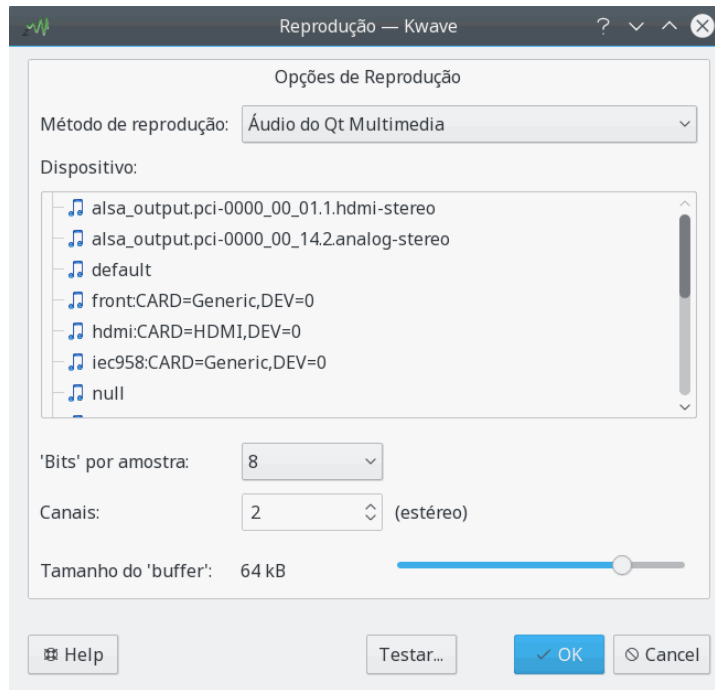 Reprodução — Kwave
Opções de Reprodução
Método de reprodução: Áudio do Qt Multimedia
Dispositivo:
alsa_output.pci-0000_00_01.1.hdmi-stereo
alsa_output.pci-0000_00_14.2.analog-stereo
default
front:CARD=Generic,DEV=0
hdmi:CARD=HDMI,DEV=0
iec958:CARD=Generic,DEV=0
null
'Bits' por amostra: 8
Canais: 2 (estéreo)
Tamanho do 'buffer': 64 kB
Help Testar... OK Cancel